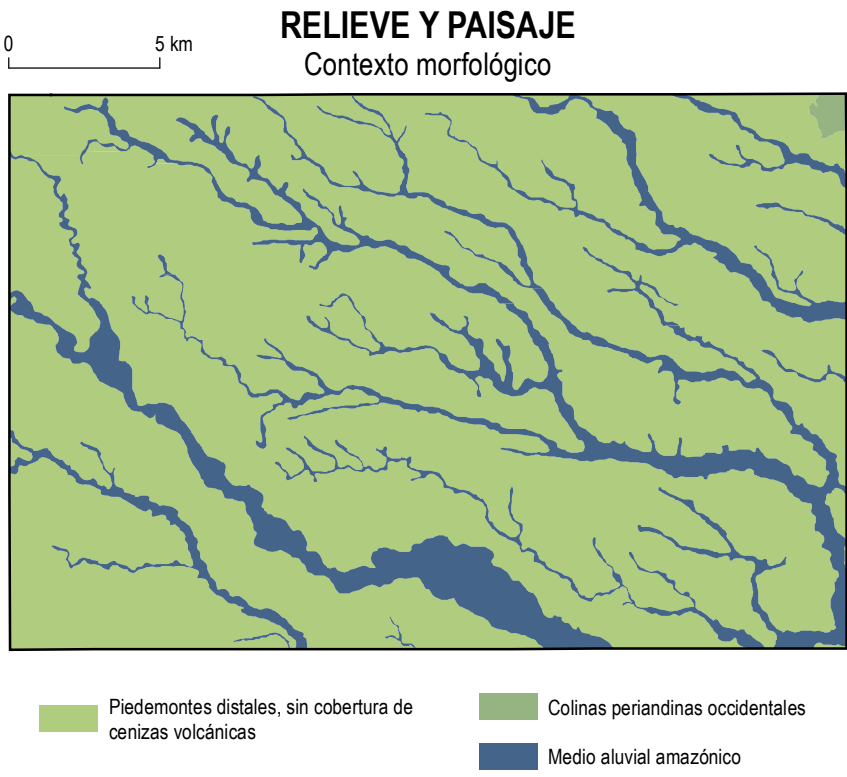 RELIEVE Y PAISAJE
Contexto morfológico
0 5 km
Piedemontes distales, sin cobertura de
cenizas volcánicas
Colinas periandinas occidentales
Medio aluvial amazónico